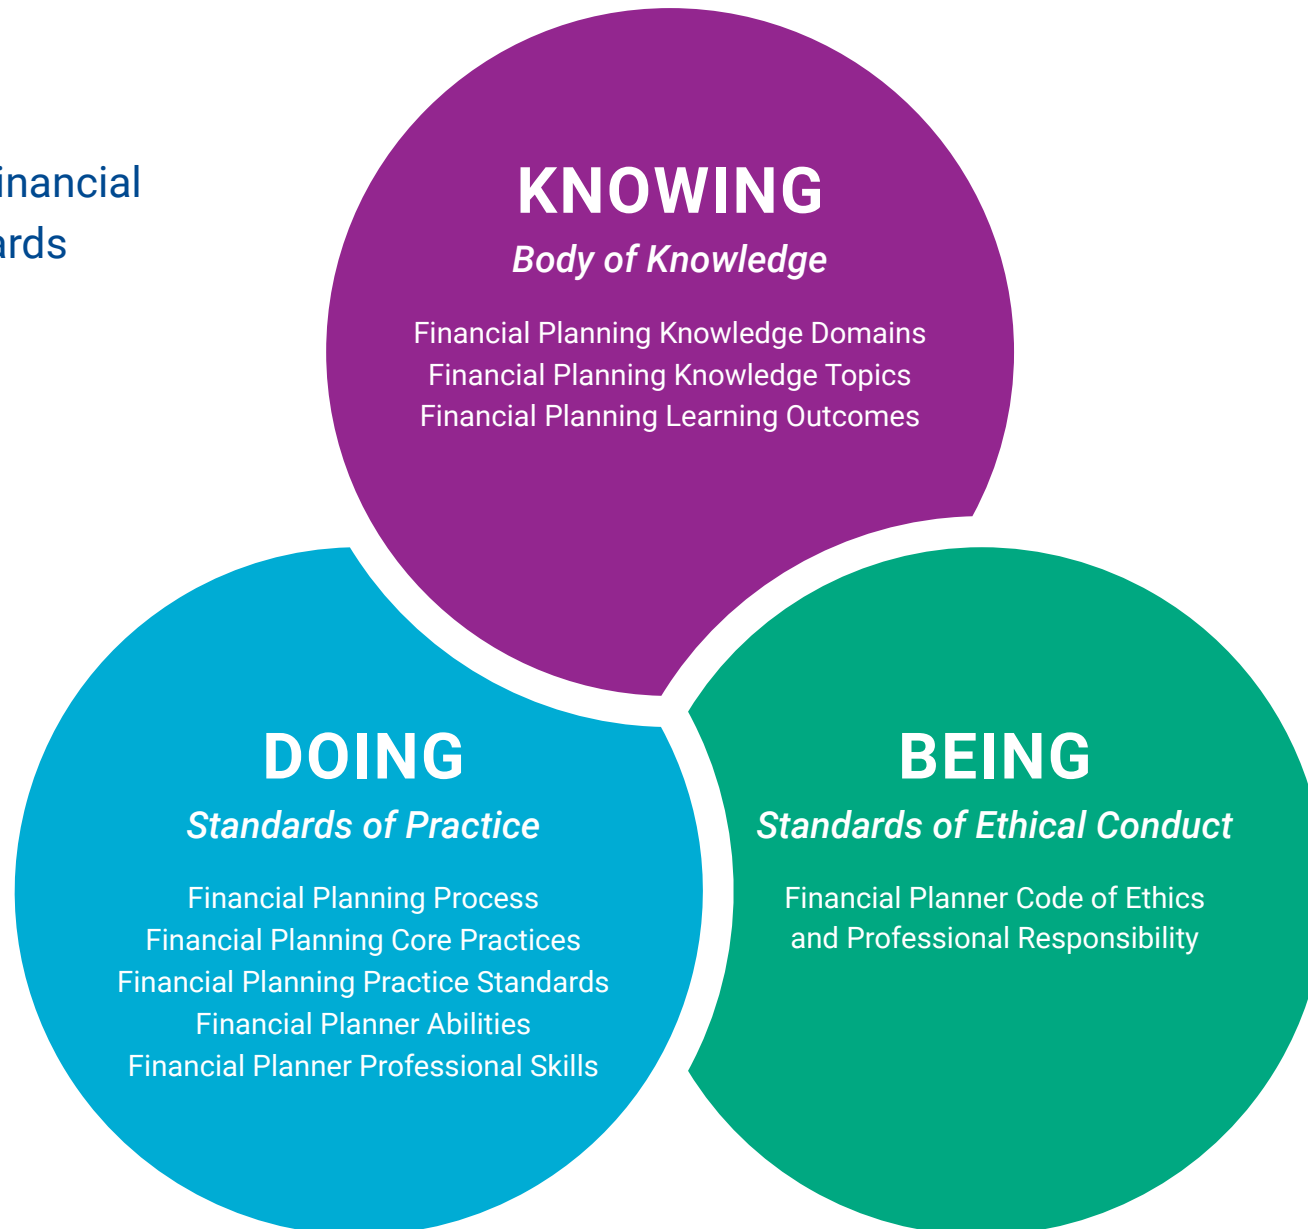 inancial
ards
KNOWING
Body of Knowledge
Financial Planning Knowledge Domains
Financial Planning Knowledge Topics
Financial Planning Learning Outcomes
DOING
Standards of Practice
Financial Planning Process
Financial Planning Core Practices
Financial Planning Practice Standards
Financial Planner Abilities
Financial Planner Professional Skills
BEING
Standards of Ethical Conduct
Financial Planner Code of Ethics
and Professional Responsibility